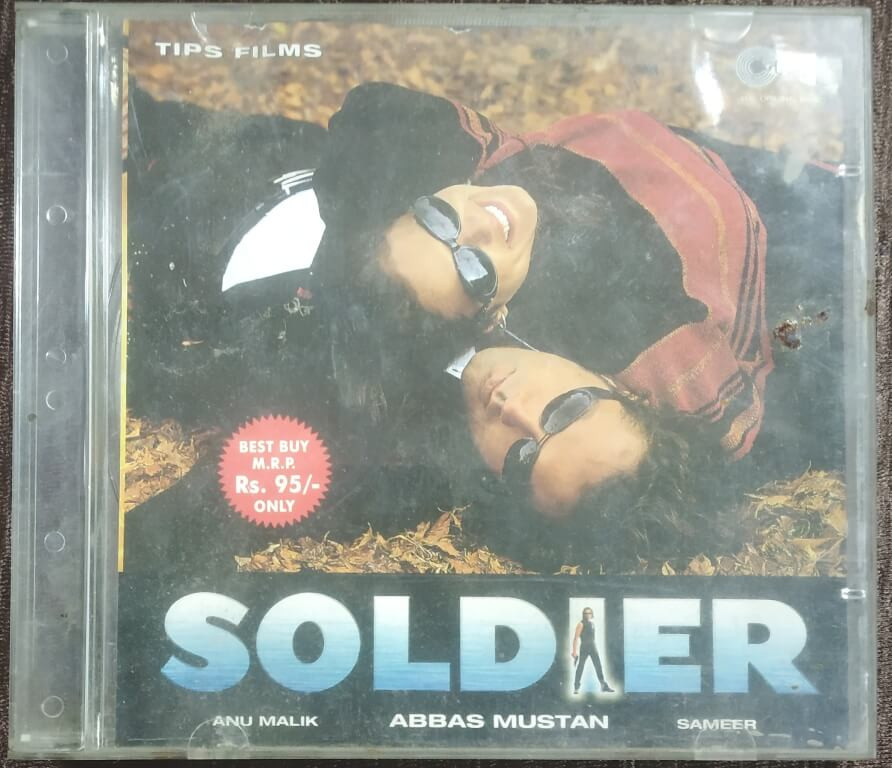 TIPS FILMS
BEST BUY
M.R.P.
Rs. 95/-
ONLY
SOLDIER
ANU MALIK ABBAS MUSTAN SAMEER